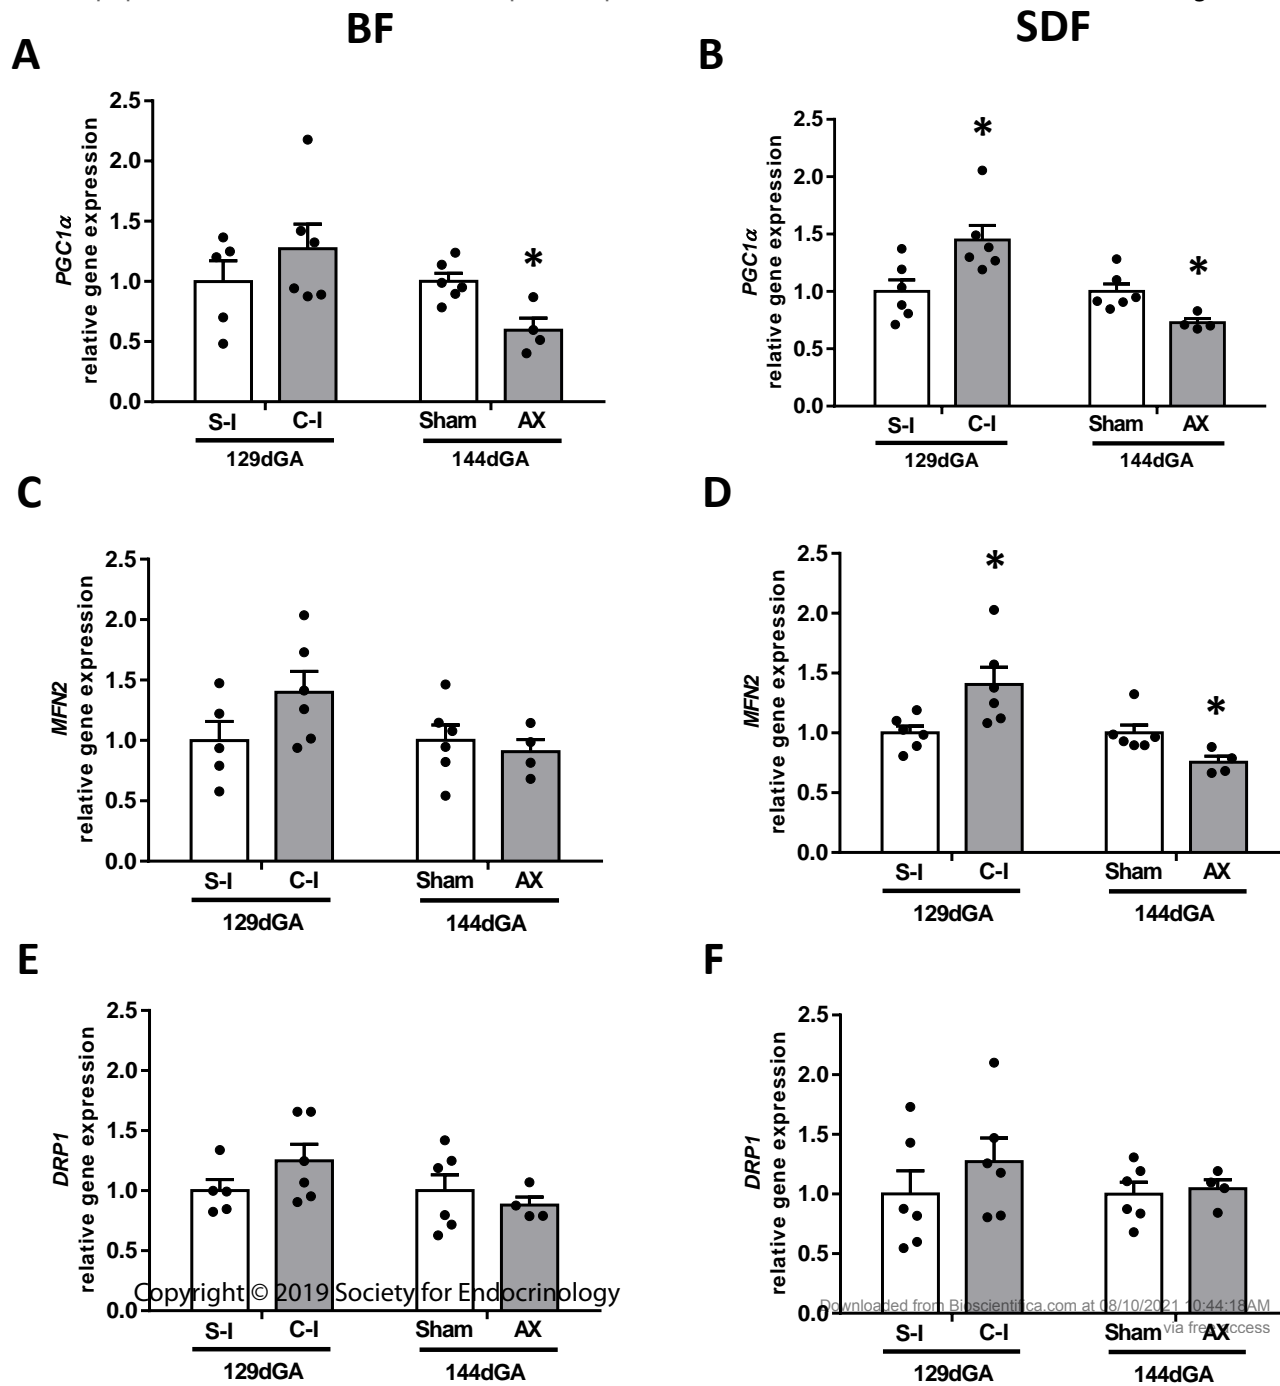 BF
SDF
A
PGC1α
relative gene expression
2.5
2.0
1.5
1.0
0.5
0.0
*
S-I C-I Sham AX
129dGA 144dGA
B
PGC1α
relative gene expression
2.5
2.0
1.5
1.0
0.5
0.0
*
*
S-I C-I Sham AX
129dGA 144dGA
C
MFN2
relative gene expression
2.5
2.0
1.5
1.0
0.5
0.0
S-I C-I Sham AX
129dGA 144dGA
D
MFN2
relative gene expression
2.5
2.0
1.5
1.0
0.5
0.0
*
*
S-I C-I Sham AX
129dGA 144dGA
E
DRP1
relative gene expression
2.5
2.0
1.5
1.0
0.5
0.0
S-I C-I Sham AX
129dGA 144dGA
F
DRP1
relative gene expression
2.5
2.0
1.5
1.0
0.5
0.0
S-I C-I Sham AX
129dGA 144dGA
Copyright © 2019 Society for Endocrinology
Downloaded from Bioscientifica.com at 08/10/2021 10:44:18AM
via free access